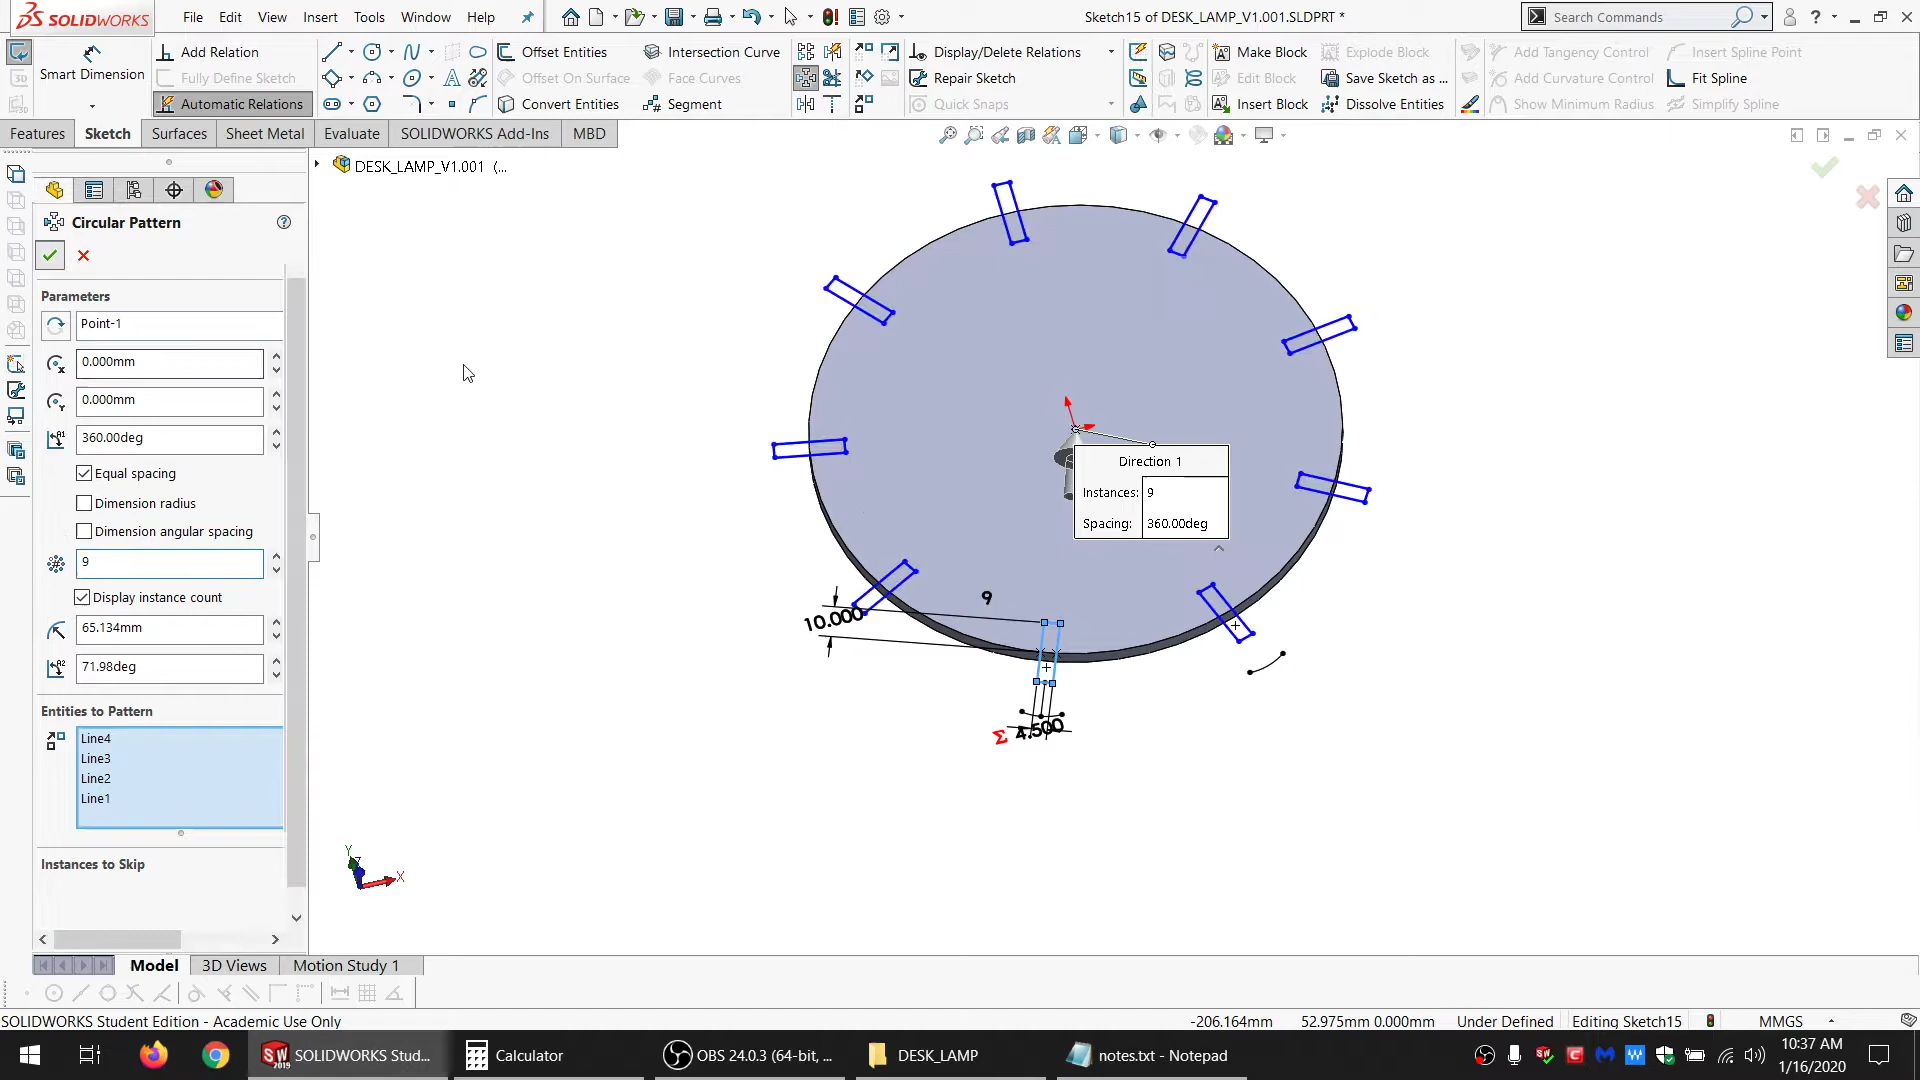 SOLIDWORKS
File Edit View Insert Tools Window Help
Sketch15 of DESK_LAMP_V1.001.SLDPRT *
Search Commands
Smart Dimension
Add Relation
Fully Define Sketch
Automatic Relations
Offset Entities
Offset On Surface
Convert Entities
Intersection Curve
Face Curves
Segment
Display/Delete Relations
Repair Sketch
Quick Snaps
Make Block
Edit Block
Insert Block
Explode Block
Save Sketch as ...
Dissolve Entities
Add Tangency Control
Add Curvature Control
Show Minimum Radius
Insert Spline Point
Fit Spline
Simplify Spline
Features Sketch Surfaces Sheet Metal Evaluate SOLIDWORKS Add-Ins MBD
DESK_LAMP_V1.001 (...
Circular Pattern
Parameters
Point-1
0.000mm
0.000mm
360.00deg
Equal spacing
Dimension radius
Dimension angular spacing
9
Display instance count
65.134mm
71.98deg
Entities to Pattern
Line4
Line3
Line2
Line1
Instances to Skip
Direction 1
Instances: 9
Spacing: 360.00deg
9
10.000
Σ 4.500
Y
Z
X
Model 3D Views Motion Study 1
SOLIDWORKS Student Edition - Academic Use Only
-206.164mm 52.975mm 0.000mm Under Defined Editing Sketch15 MMGS
SOLIDWORKS Stud...
Calculator
OBS 24.0.3 (64-bit, ...
DESK_LAMP
notes.txt - Notepad
10:37 AM
1/16/2020